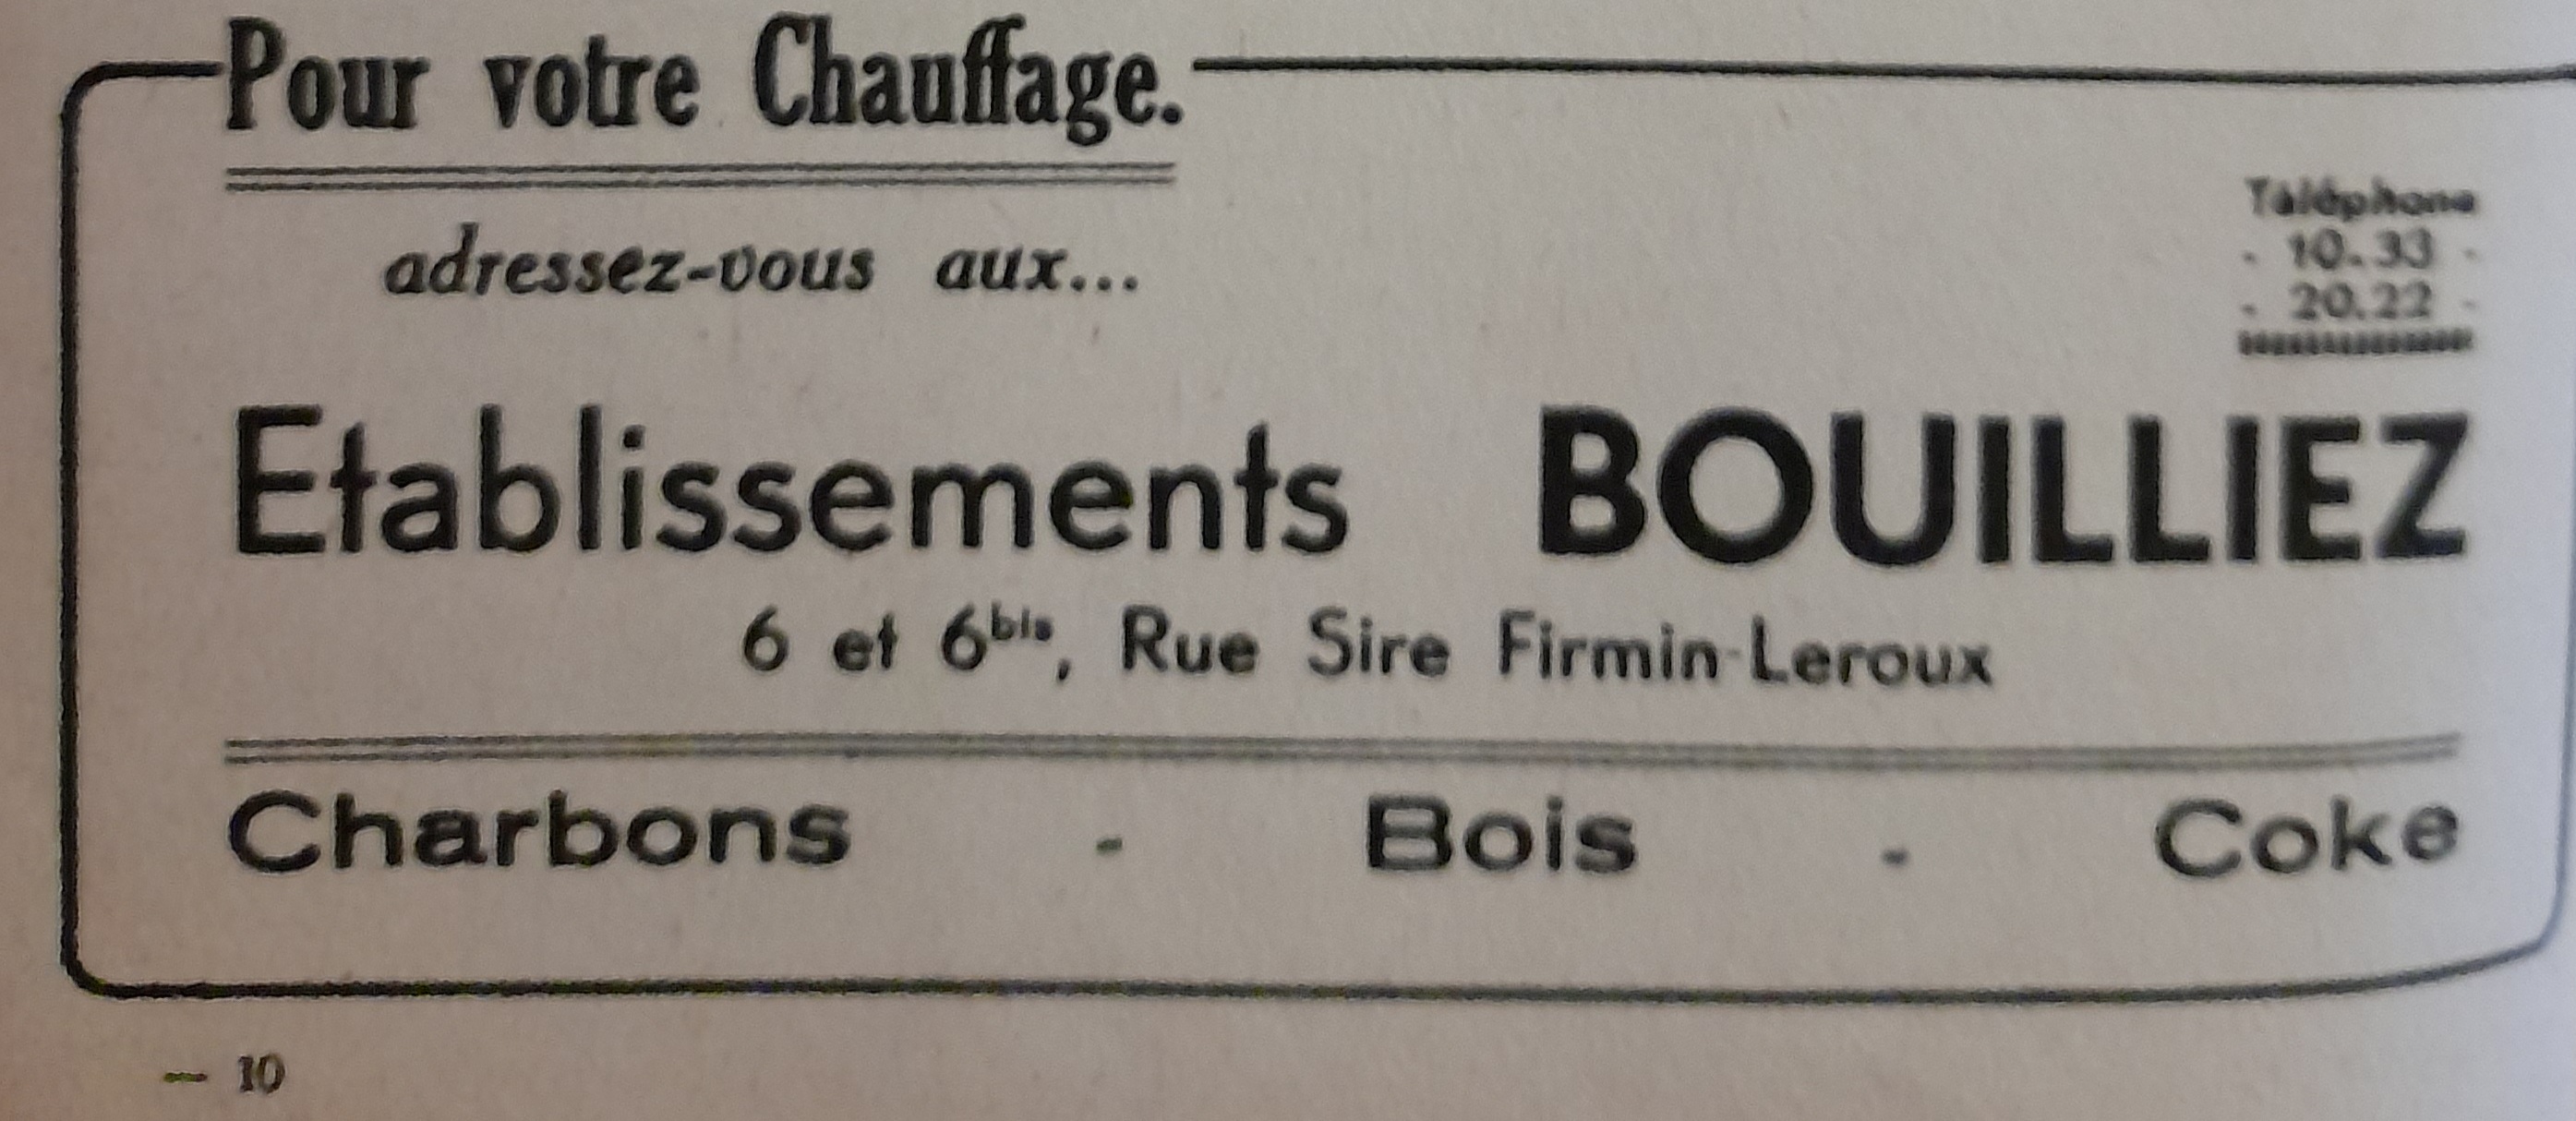 Pour votre Chauffage.
adressez-vous aux...
Téléphone
- 10.33 -
- 20.22 -
Etablissements BOUILLIEZ
6 et 6bis, Rue Sire Firmin-Leroux
Charbons - Bois - Coke
— 10